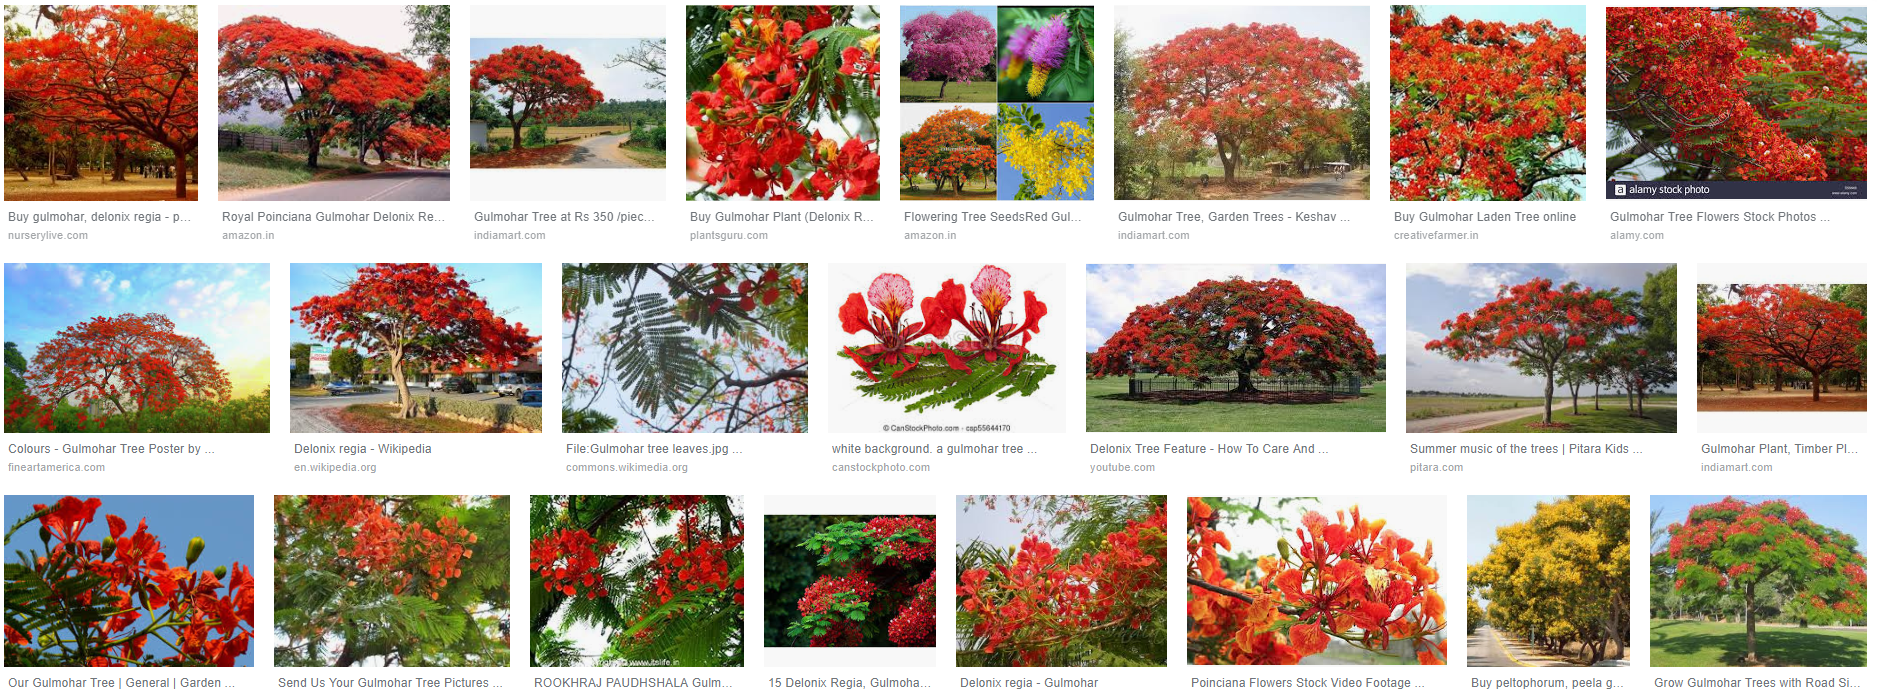 Buy gulmohar, delonix regia - p...
nurserylive.com
Royal Poinciana Gulmohar Delonix Re...
amazon.in
Gulmohar Tree at Rs 350 /piec...
indiamart.com
Buy Gulmohar Plant (Delonix R...
plantsguru.com
Flowering Tree SeedsRed Gul...
amazon.in
Gulmohar Tree, Garden Trees - Keshav ...
indiamart.com
Buy Gulmohar Laden Tree online
creativefarmer.in
a alamy stock photo
Gulmohar Tree Flowers Stock Photos ...
alamy.com
Colours - Gulmohar Tree Poster by ...
fineartamerica.com
Delonix regia - Wikipedia
en.wikipedia.org
File:Gulmohar tree leaves.jpg ...
commons.wikimedia.org
© CanStockPhoto.com - csp55644170
white background. a gulmohar tree ...
canstockphoto.com
Delonix Tree Feature - How To Care And ...
youtube.com
Summer music of the trees | Pitara Kids ...
pitara.com
Gulmohar Plant, Timber Pl...
indiamart.com
Our Gulmohar Tree | General | Garden ...
Send Us Your Gulmohar Tree Pictures ...
www.itslife.in
ROOKHRAJ PAUDHSHALA Gulm...
15 Delonix Regia, Gulmoha...
Delonix regia - Gulmohar
Poinciana Flowers Stock Video Footage ...
Buy peltophorum, peela g...
Grow Gulmohar Trees with Road Si...